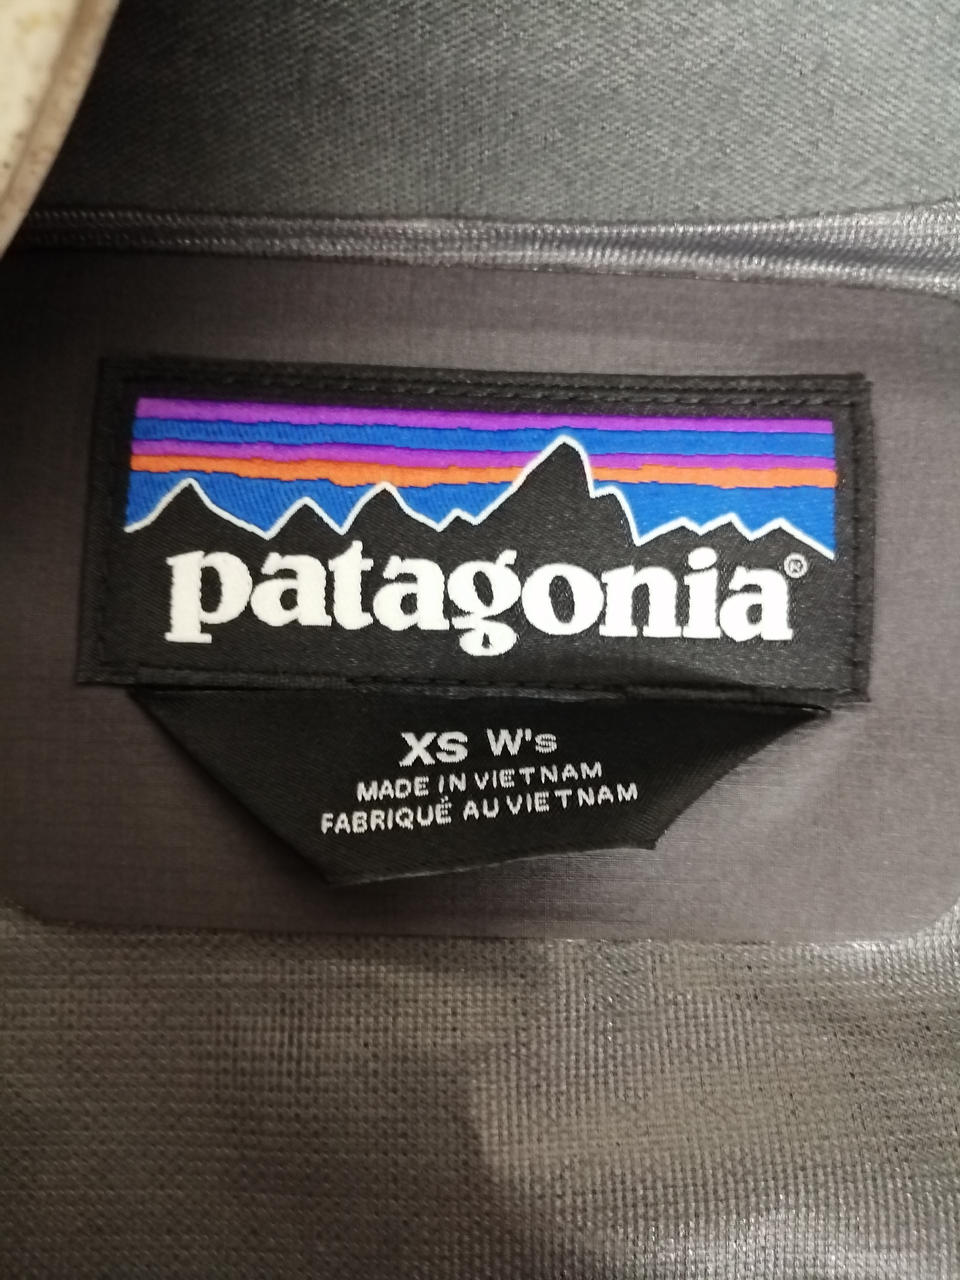 patagonia®
XS W's
MADE IN VIETNAM
FABRIQUÉ AU VIETNAM